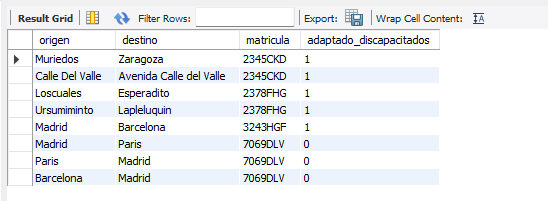 Result Grid Filter Rows: Export: Wrap Cell Content:
origen destino matricula adaptado_discapacitados
Muriedos Zaragoza 2345CKD 1
Calle Del Valle Avenida Calle del Valle 2345CKD 1
Loscuales Esperadito 2378FHG 1
Ursumiminto Lapleluquin 2378FHG 1
Madrid Barcelona 3243HGF 1
Madrid Paris 7069DLV 0
Paris Madrid 7069DLV 0
Barcelona Madrid 7069DLV 0